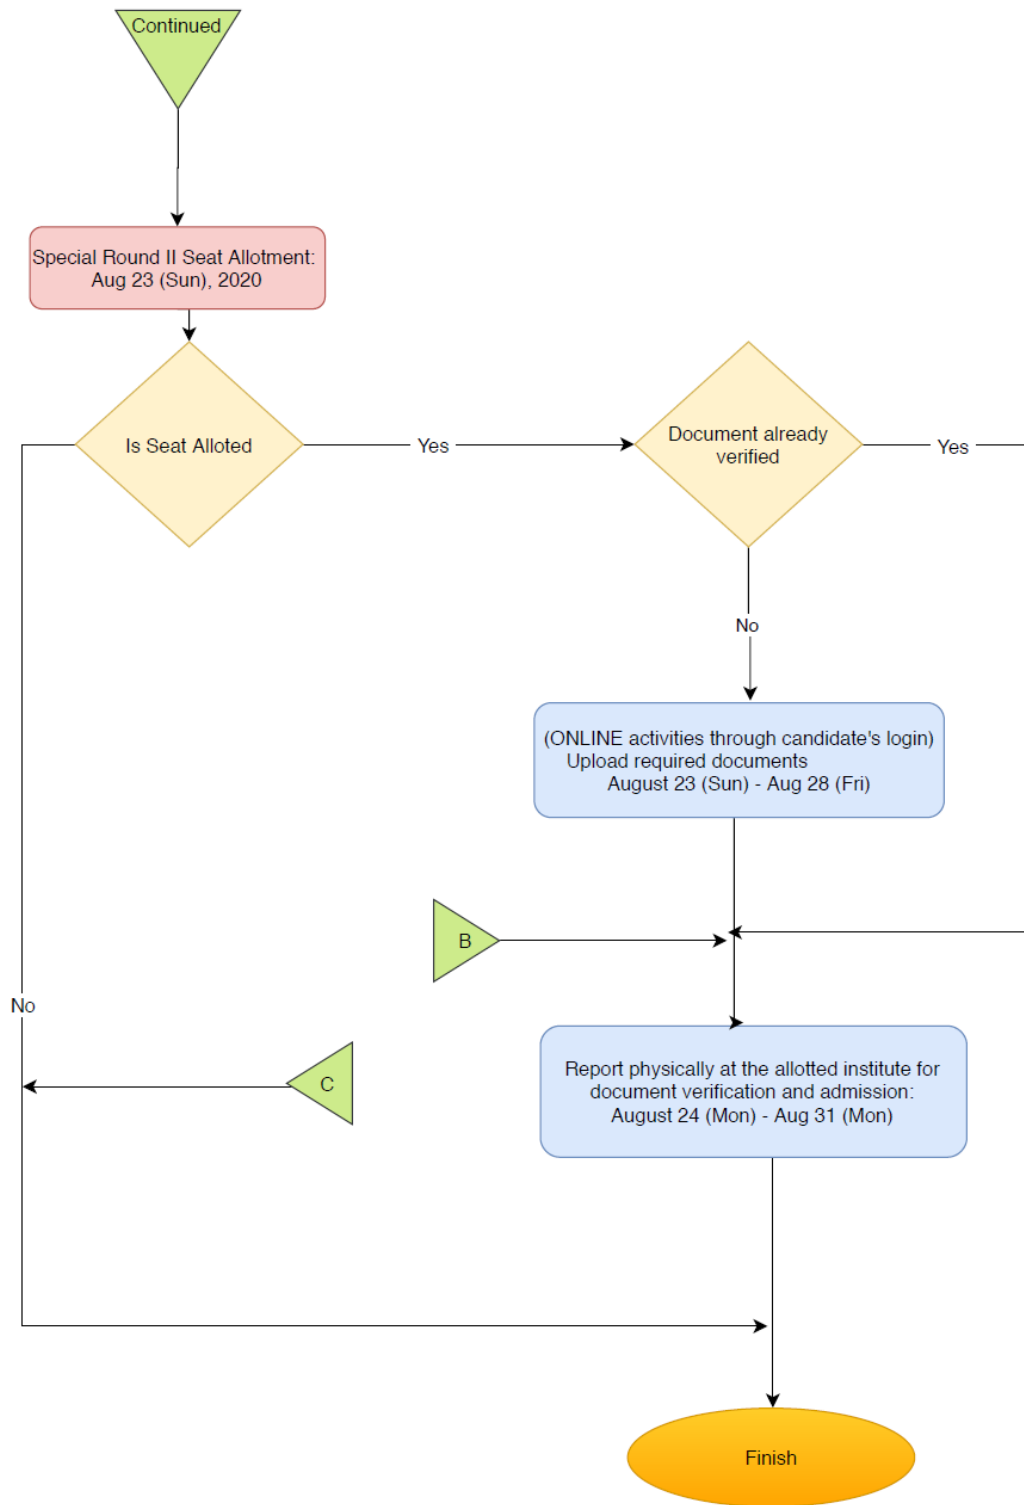 Continued
Special Round II Seat Allotment:
Aug 23 (Sun), 2020
Is Seat Alloted
Yes
Document already
verified
Yes
No
(ONLINE activities through candidate's login)
Upload required documents
August 23 (Sun) - Aug 28 (Fri)
B
No
Report physically at the allotted institute for
document verification and admission:
August 24 (Mon) - Aug 31 (Mon)
C
Finish